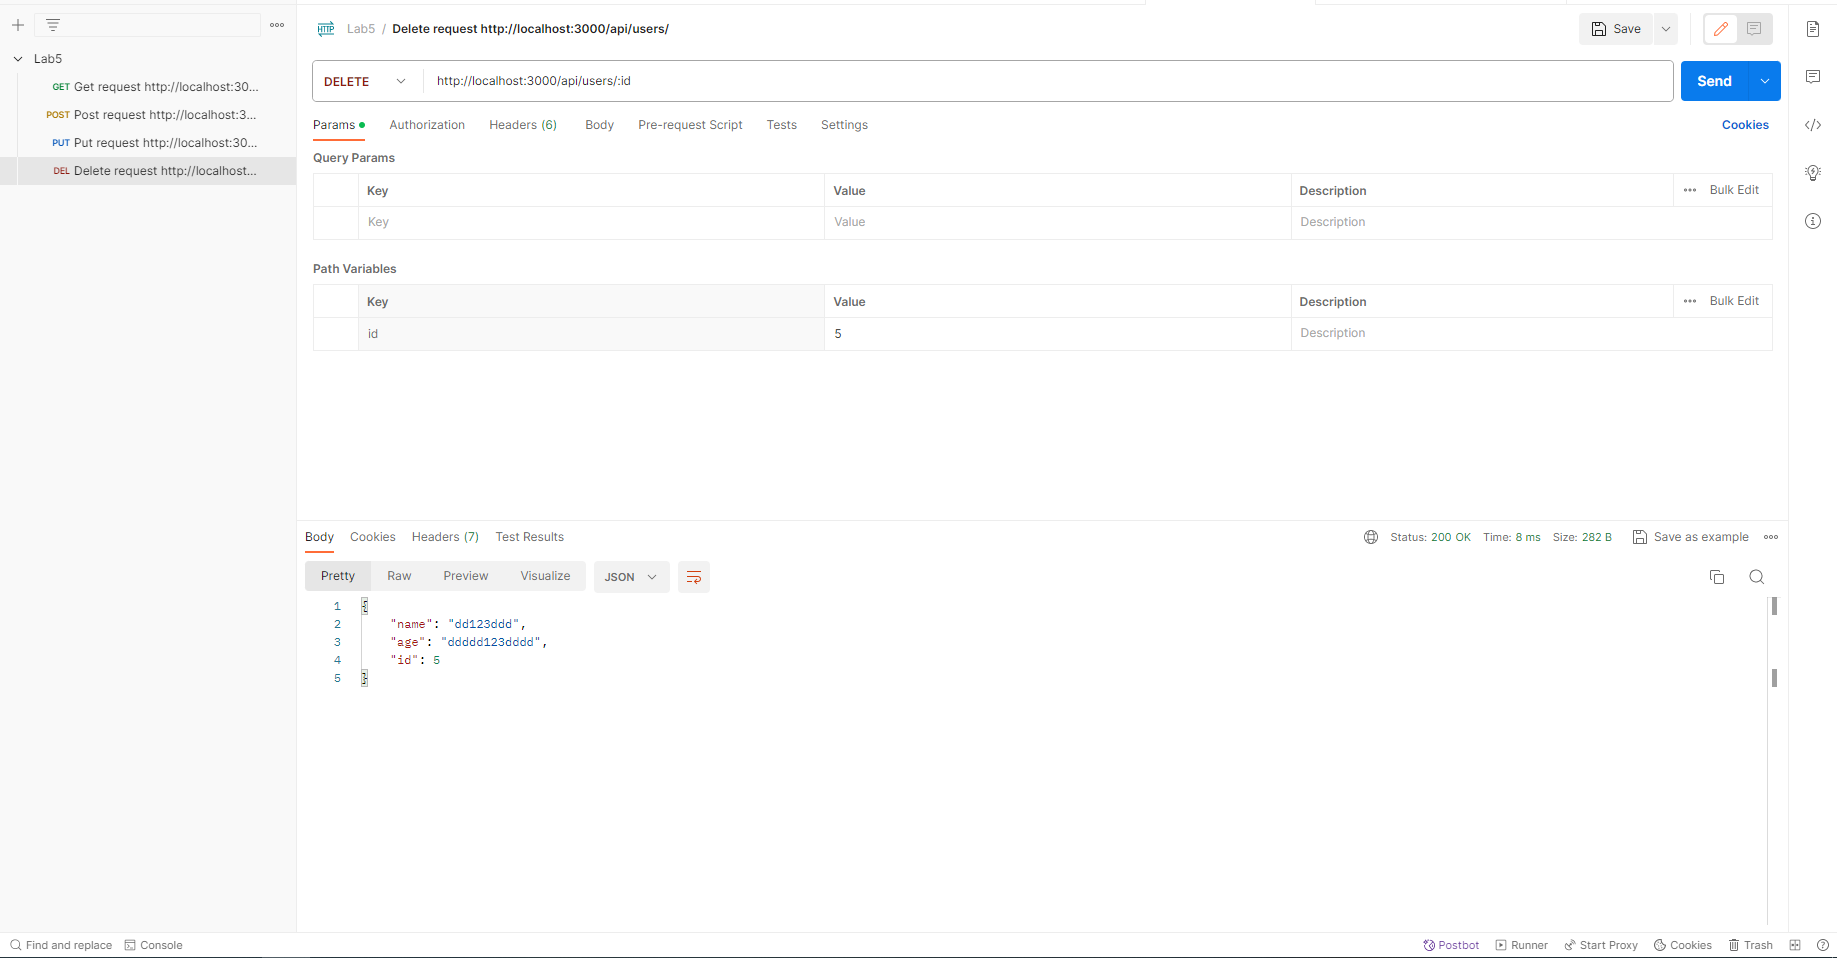 Lab5
GET Get request http://localhost:30...
POST Post request http://localhost:3...
PUT Put request http://localhost:30...
DEL Delete request http://localhost...
HTTP Lab5 / Delete request http://localhost:3000/api/users/
Save
DELETE http://localhost:3000/api/users/:id
Send
Params Authorization Headers (6) Body Pre-request Script Tests Settings Cookies
Query Params
Key Value Description Bulk Edit
Key Value Description
Path Variables
Key Value Description Bulk Edit
id 5 Description
Body Cookies Headers (7) Test Results Status: 200 OK Time: 8 ms Size: 282 B Save as example
Pretty Raw Preview Visualize JSON
1 {
2 "name": "dd123ddd",
3 "age": "ddddd123dddd",
4 "id": 5
5 }
Find and replace Console Postbot Runner Start Proxy Cookies Trash